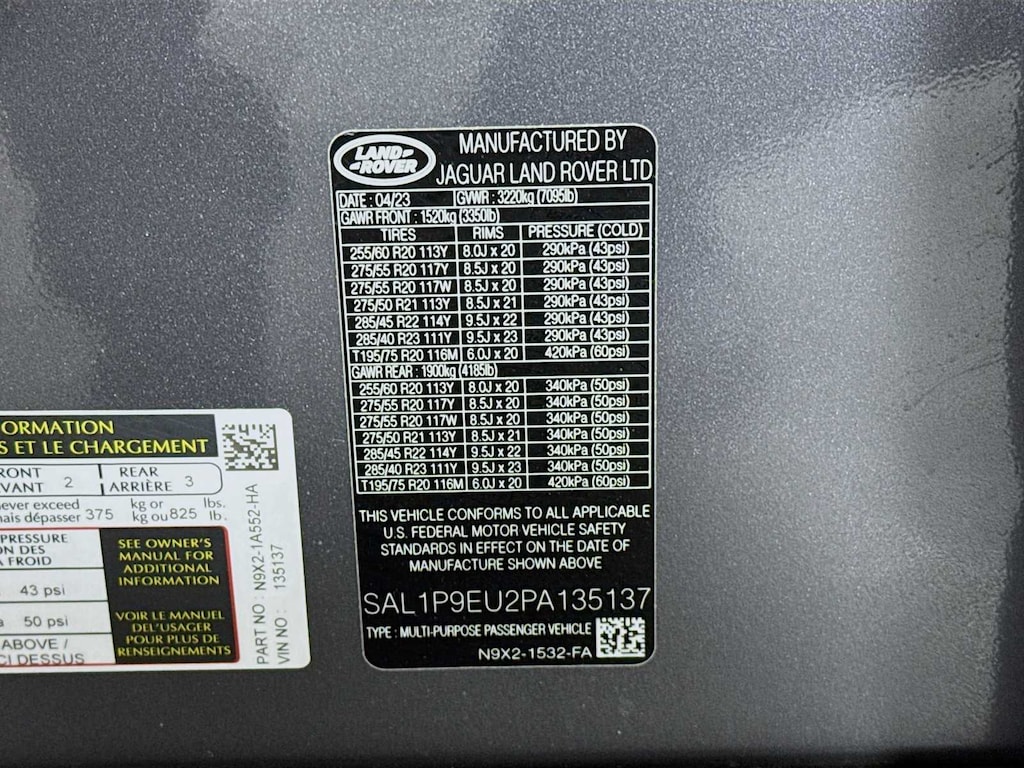 LAND ROVER
MANUFACTURED BY
JAGUAR LAND ROVER LTD
DATE : 04/23 GVWR : 3220kg (7095lb)
GAWR FRONT : 1520kg (3350lb)
TIRES RIMS PRESSURE (COLD)
255/60 R20 113Y 8.0J x 20 290kPa (43psi)
275/55 R20 117Y 8.5J x 20 290kPa (43psi)
275/55 R20 117W 8.5J x 20 290kPa (43psi)
275/50 R21 113Y 8.5J x 21 290kPa (43psi)
285/45 R22 114Y 9.5J x 22 290kPa (43psi)
285/40 R23 111Y 9.5J x 23 290kPa (43psi)
T195/75 R20 116M 6.0J x 20 420kPa (60psi)
GAWR REAR : 1900kg (4185lb)
255/60 R20 113Y 8.0J x 20 340kPa (50psi)
275/55 R20 117Y 8.5J x 20 340kPa (50psi)
275/55 R20 117W 8.5J x 20 340kPa (50psi)
275/50 R21 113Y 8.5J x 21 340kPa (50psi)
285/45 R22 114Y 9.5J x 22 340kPa (50psi)
285/40 R23 111Y 9.5J x 23 340kPa (50psi)
T195/75 R20 116M 6.0J x 20 420kPa (60psi)
THIS VEHICLE CONFORMS TO ALL APPLICABLE
U.S. FEDERAL MOTOR VEHICLE SAFETY
STANDARDS IN EFFECT ON THE DATE OF
MANUFACTURE SHOWN ABOVE
SAL1P9EU2PA135137
TYPE : MULTI-PURPOSE PASSENGER VEHICLE
N9X2-1532-FA
ORMATION
S ET LE CHARGEMENT
RONT REAR
VANT 2 ARRIÈRE 3
never exceed kg or lbs.
mais dépasser 375 kg ou 825 lb.
PRESSURE
ON DES
A FROID
43 psi
a 50 psi
ABOVE /
CI DESSUS
SEE OWNER'S
MANUAL FOR
ADDITIONAL
INFORMATION
VOIR LE MANUEL
DEL'USAGER
POUR PLUS DE
RENSEIGNEMENTS
PART NO : N9X2-1A552-HA
VIN NO : 135137